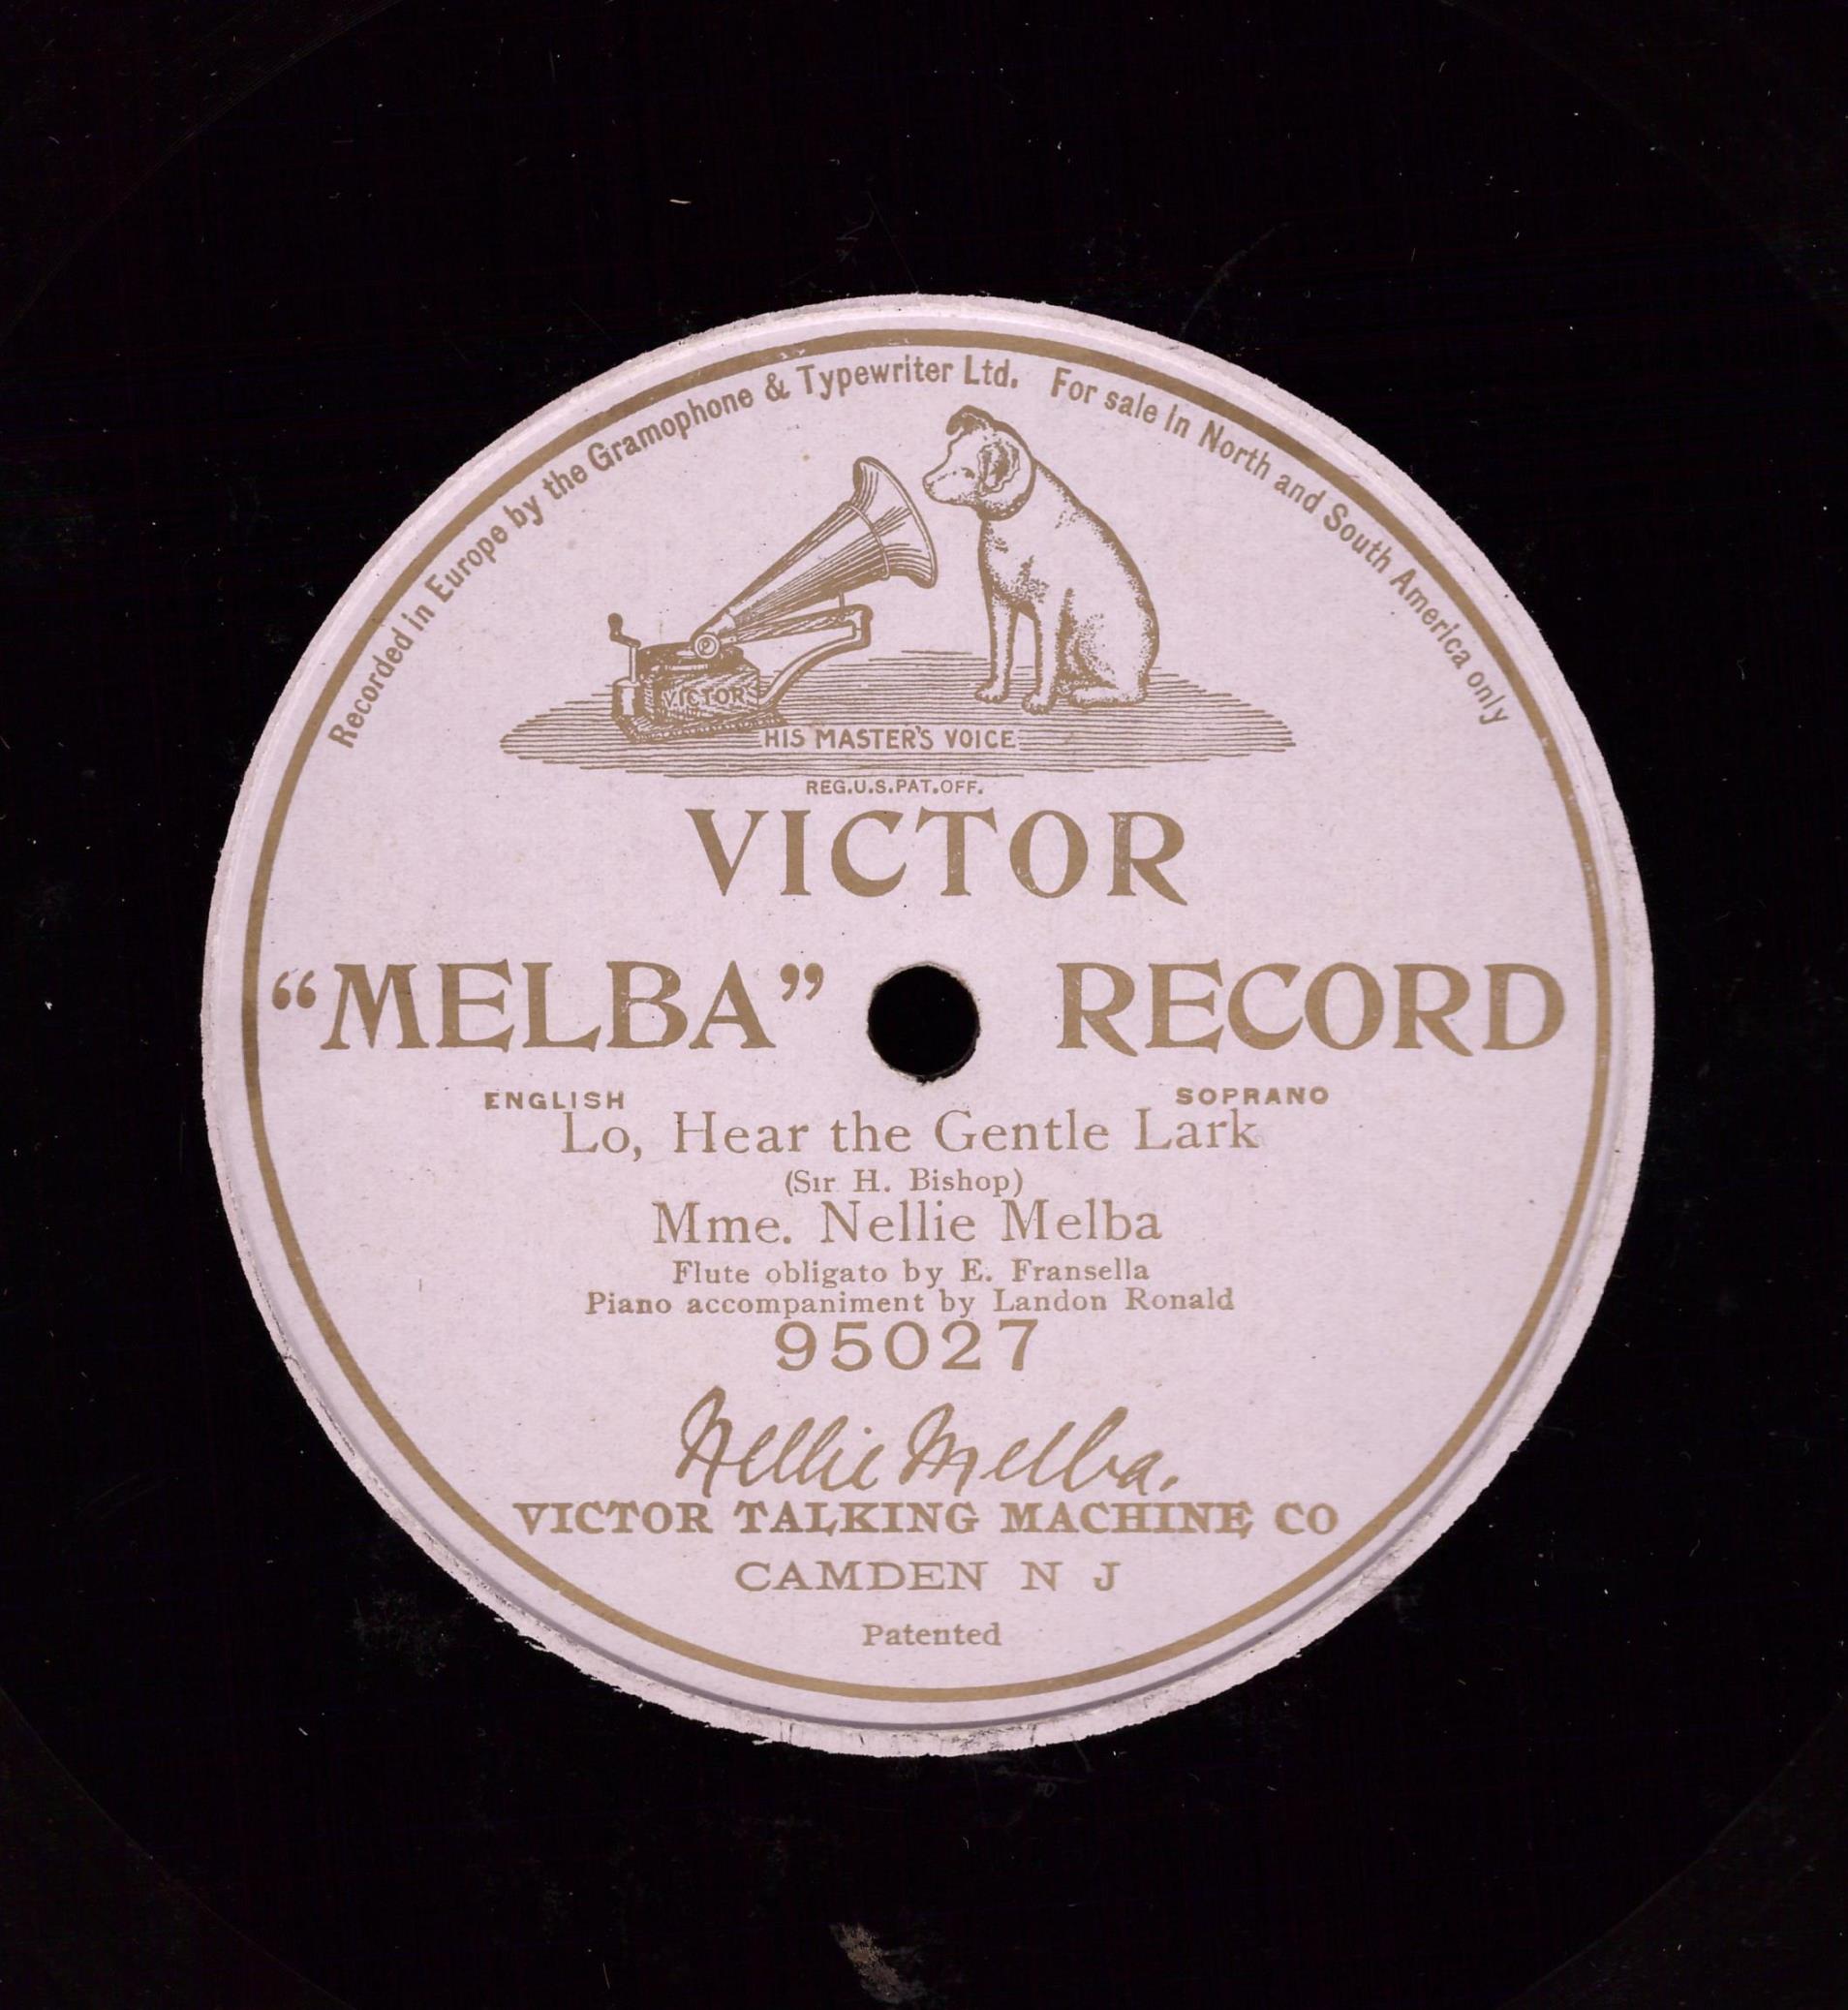 Recorded in Europe by the Gramophone & Typewriter Ltd. For sale in North and South America only
VICTOR
HIS MASTER'S VOICE
REG.U.S.PAT.OFF.
VICTOR
“MELBA” RECORD
ENGLISH SOPRANO
Lo, Hear the Gentle Lark
(Sir H. Bishop)
Mme. Nellie Melba
Flute obligato by E. Fransella
Piano accompaniment by Landon Ronald
95027
Nellie Melba.
VICTOR TALKING MACHINE CO
CAMDEN N J
Patented